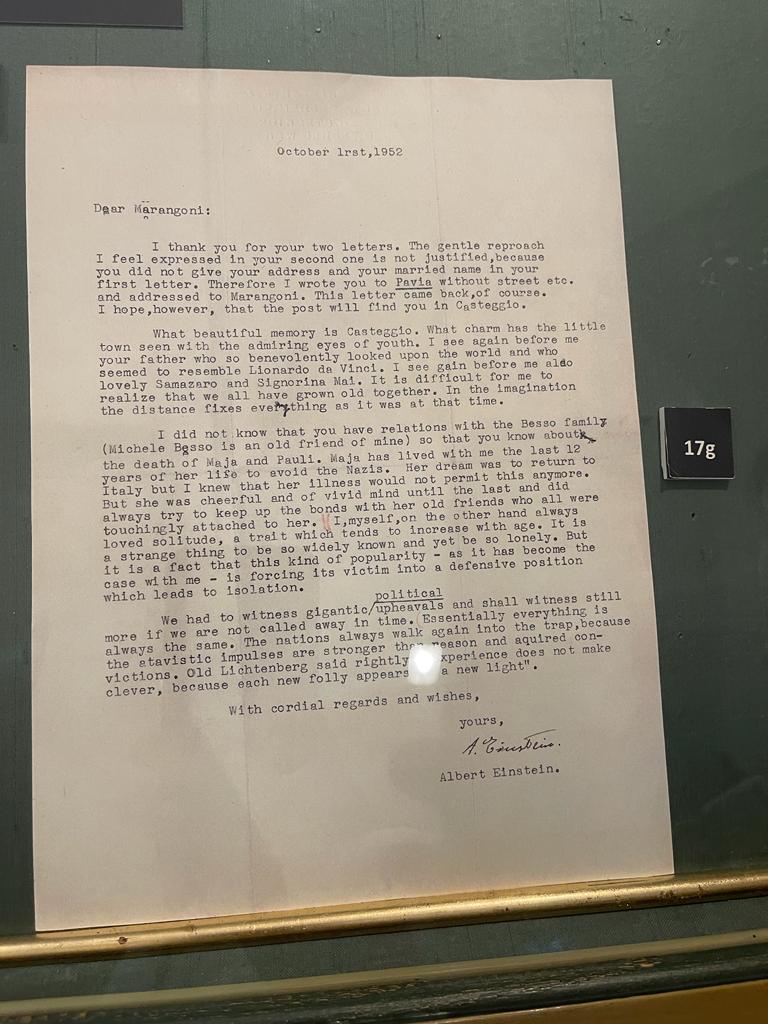 October 1rst,1952
Dear Marangoni:
I thank you for your two letters. The gentle reproach
I feel expressed in your second one is not justified,because
you did not give your address and your married name in your
first letter. Therefore I wrote you to Pavia without street etc.
and addressed to Marangoni. This letter came back,of course.
I hope,however, that the post will find you in Casteggio.
What beautiful memory is Casteggio. What charm has the little
town seen with the admiring eyes of youth. I see again before me
your father who so benevolently looked upon the world and who
seemed to resemble Lionardo da Vinci. I see gain before me also
lovely Samazaro and Signorina Mai. It is difficult for me to
realize that we all have grown old together. In the imagination
the distance fixes everything as it was at that time.
I did not know that you have relations with the Besso family
(Michele Besso is an old friend of mine) so that you know about
the death of Maja and Pauli. Maja has lived with me the last 12
years of her life to avoid the Nazis. Her dream was to return to
Italy but I knew that her illness would not permit this anymore.
But she was cheerful and of vivid mind until the last and did
always try to keep up the bonds with her old friends who all were
touchingly attached to her. I,myself,on the other hand always
loved solitude, a trait which tends to increase with age. It is
a strange thing to be so widely known and yet be so lonely. But
it is a fact that this kind of popularity - as it has become the
case with me - is forcing its victim into a defensive position
which leads to isolation.
political
We had to witness gigantic/upheavals and shall witness still
more if we are not called away in time. Essentially everything is
always the same. The nations always walk again into the trap,because
the atavistic impulses are stronger than reason and aquired con-
victions. Old Lichtenberg said rightly xperience does not make
clever, because each new folly appears a new light".
With cordial regards and wishes,
yours,
A. Einstein.
Albert Einstein.
17g